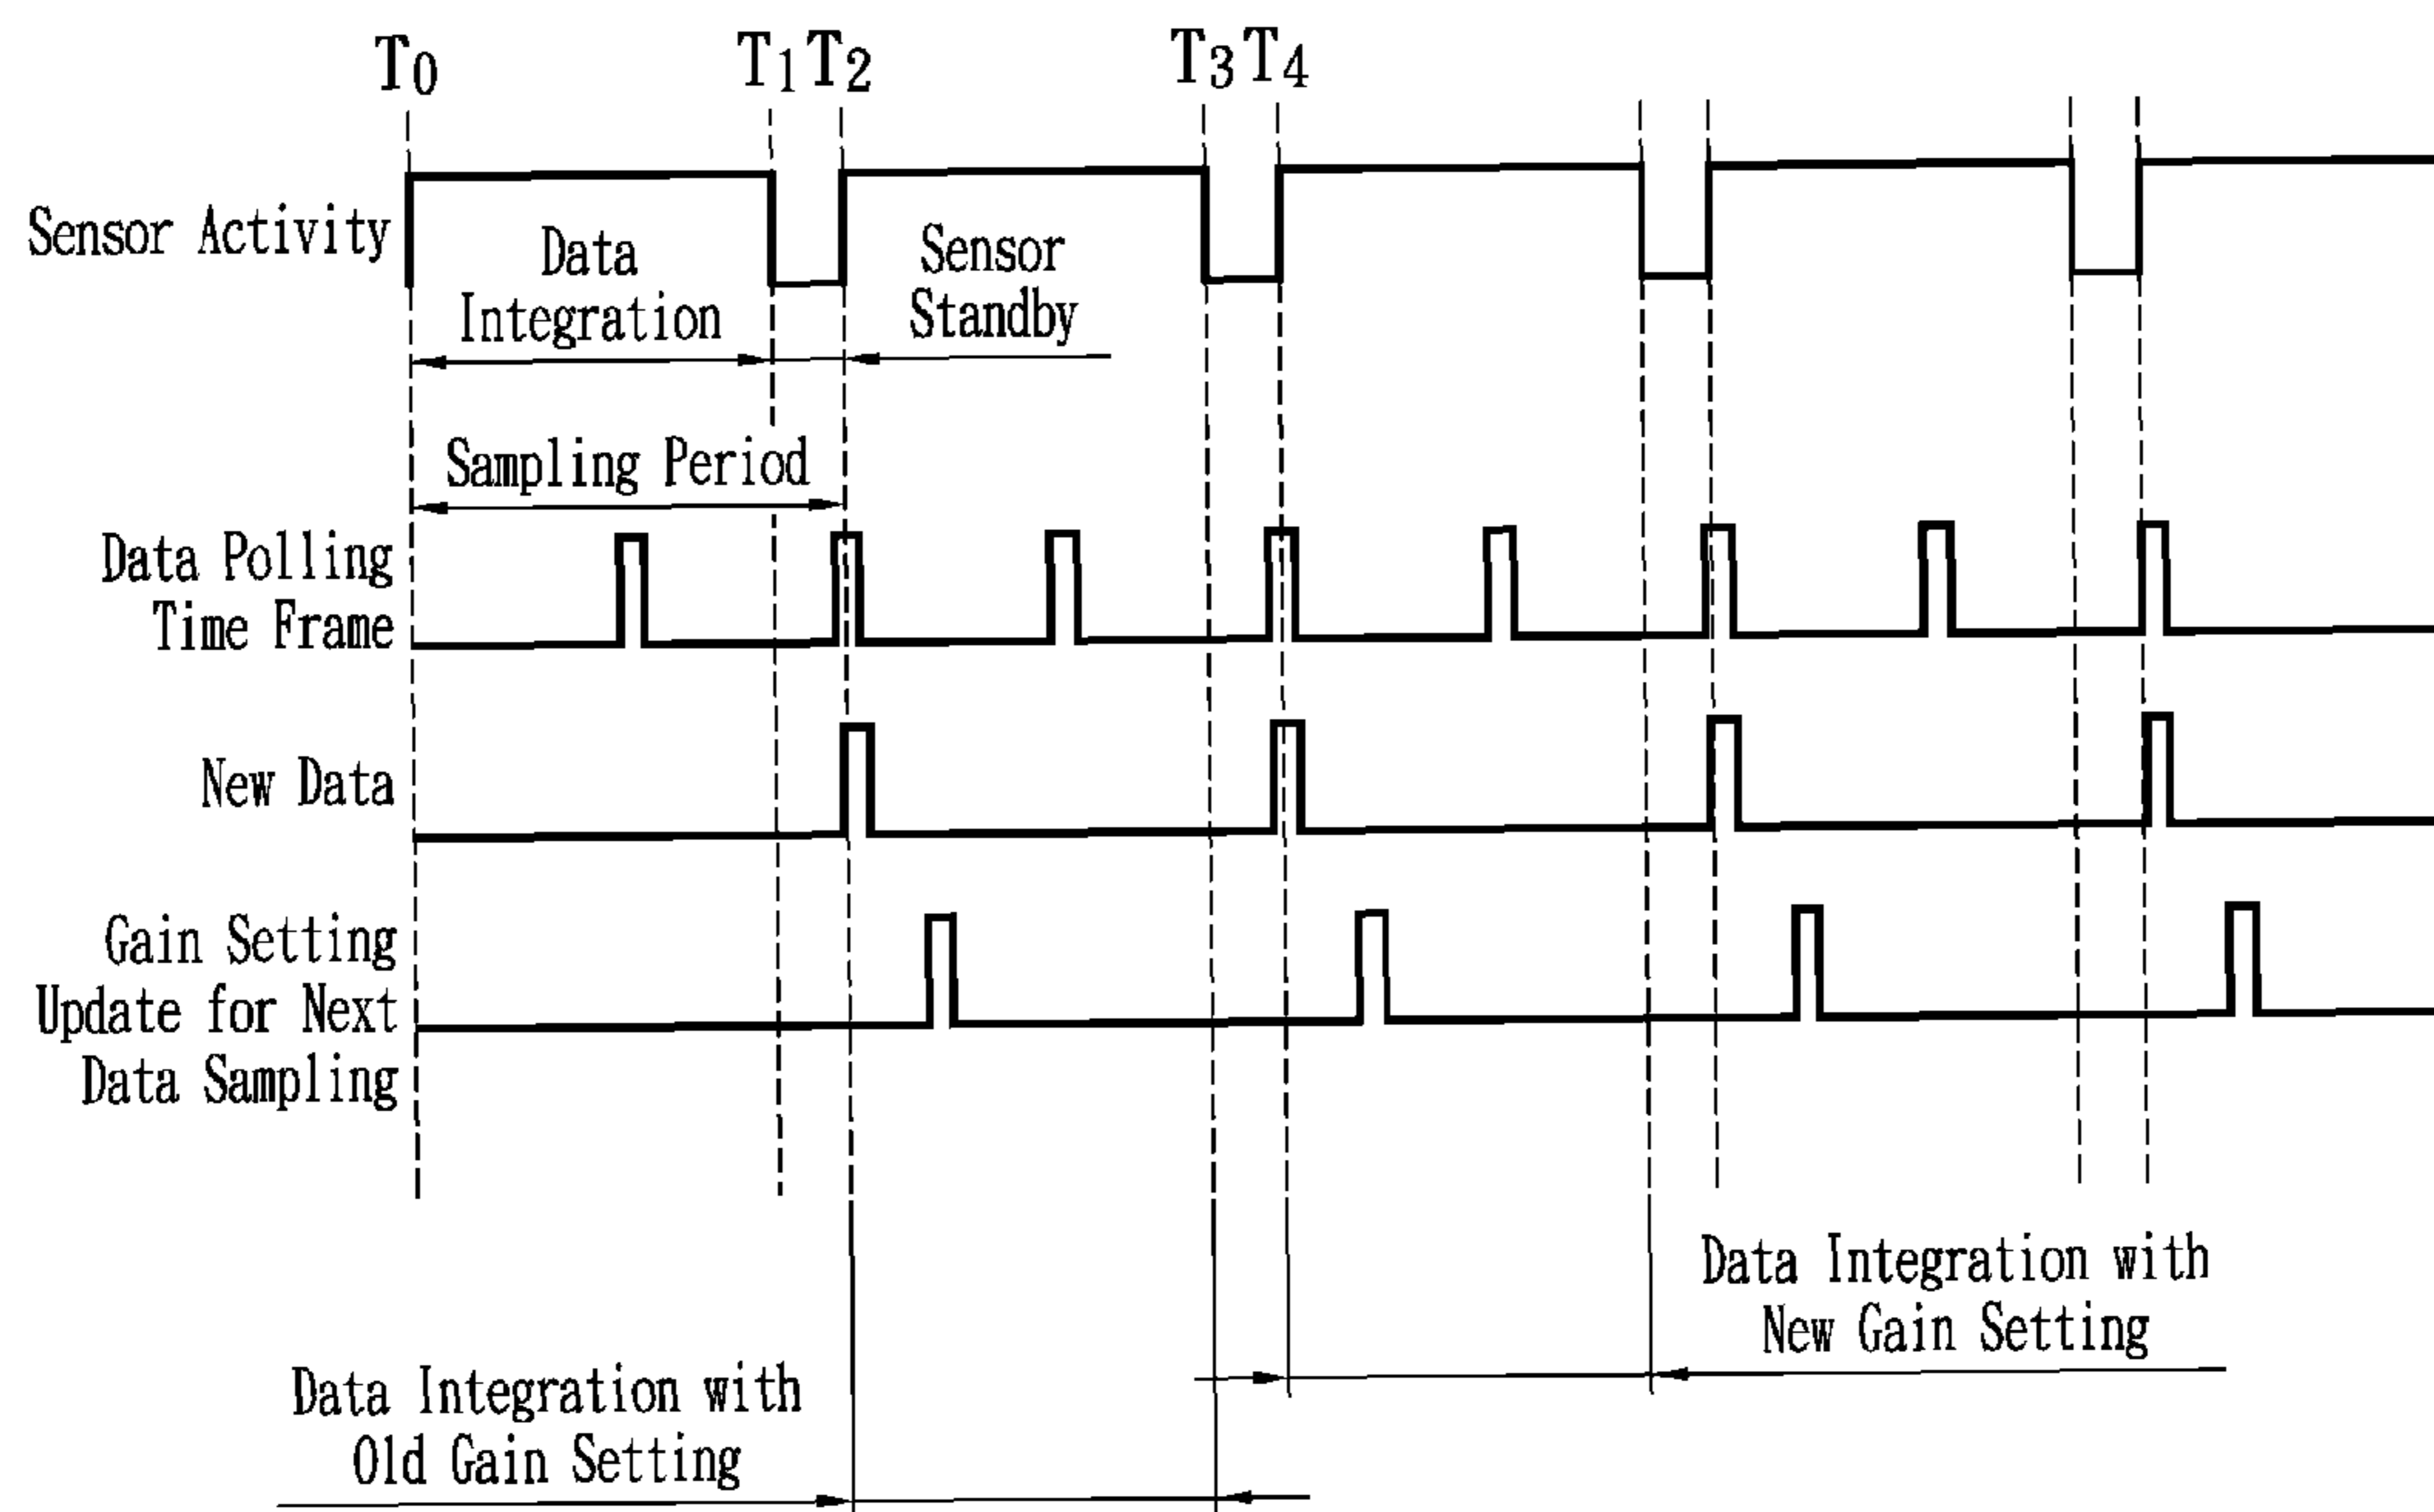 T0 T1 T2 T3 T4
Sensor Activity
Data
Integration
Sensor
Standby
Sampling Period
Data Polling
Time Frame
New Data
Gain Setting
Update for Next
Data Sampling
Data Integration with
New Gain Setting
Data Integration with
Old Gain Setting